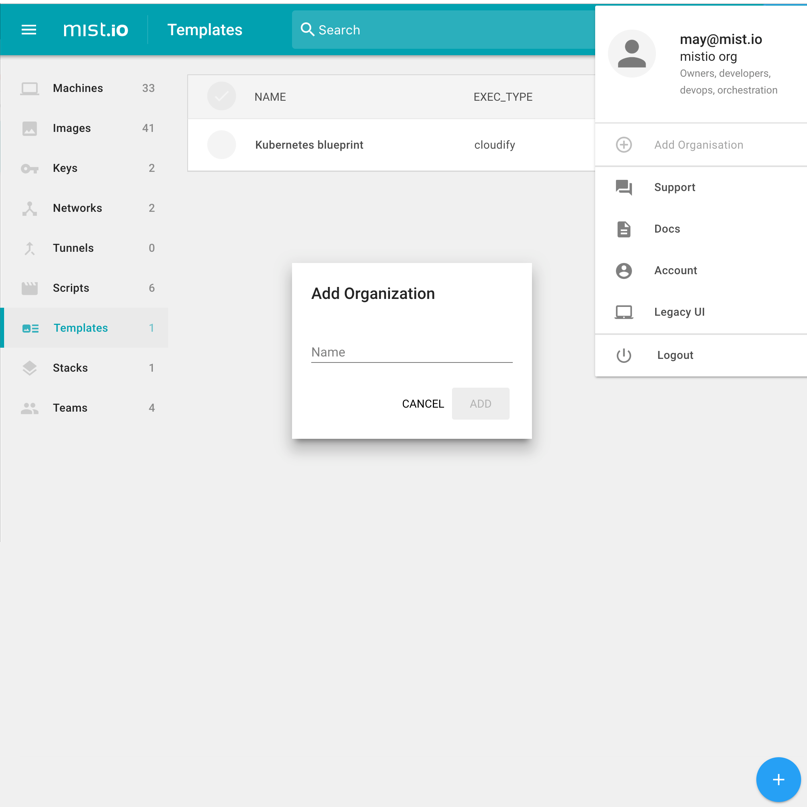 mist.io
Templates
Search
may@mist.io
mistio org
Owners, developers,
devops, orchestration
Machines 33
Images 41
Keys 2
Networks 2
Tunnels 0
Scripts 6
Templates 1
Stacks 1
Teams 4
NAME EXEC_TYPE
Kubernetes blueprint cloudify
Add Organization
Name
CANCEL ADD
Add Organisation
Support
Docs
Account
Legacy UI
Logout